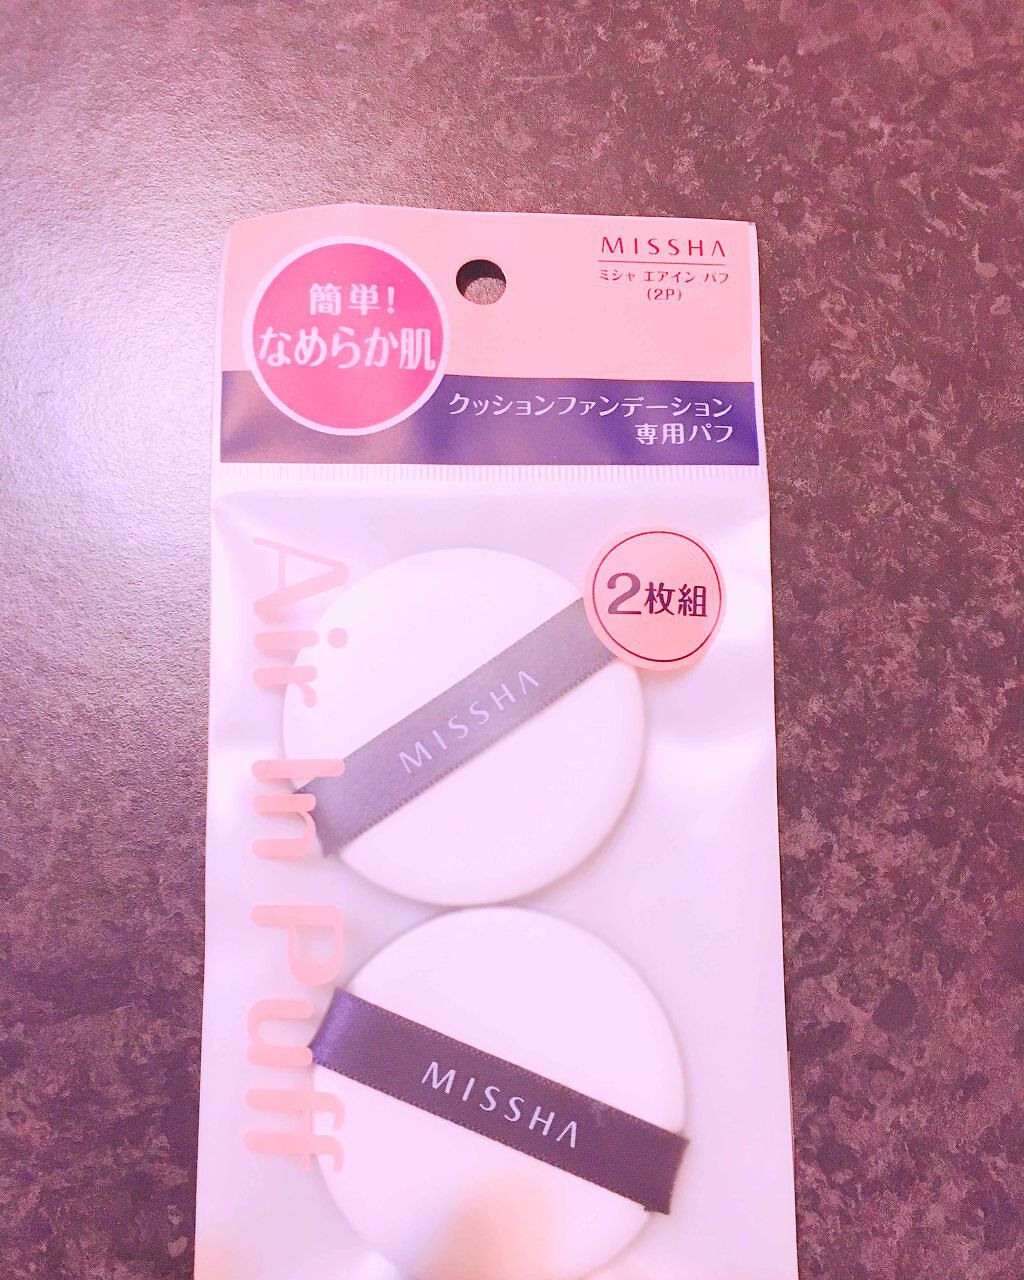 MISSHA
ミシャ エアイン パフ
(2P)
簡単!
なめらか肌
クッションファンデーション
専用パフ
2枚組
Air In Puff
MISSHA
MISSHA